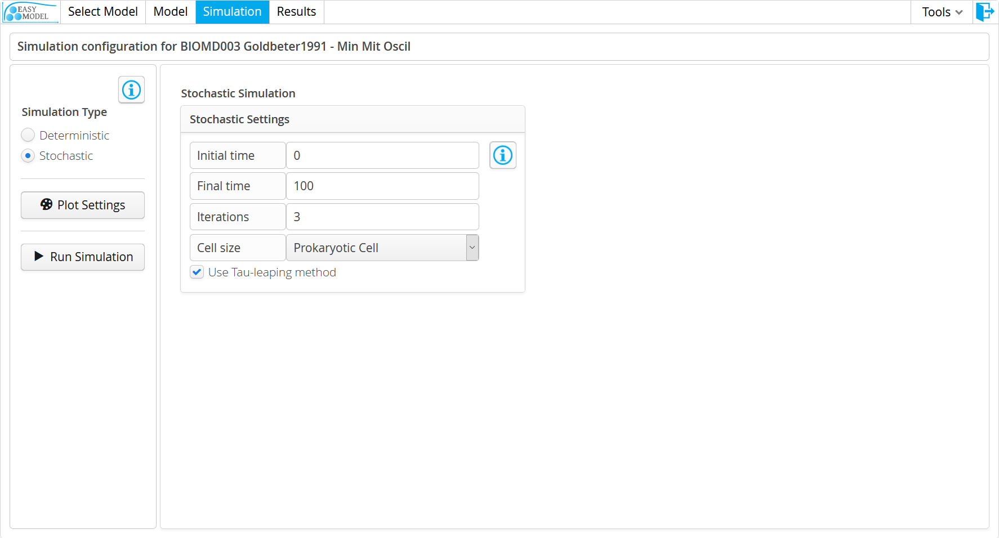 EASY
MODEL
Select Model
Model
Simulation
Results
Tools
Simulation configuration for BIOMD003 Goldbeter1991 - Min Mit Oscil
Simulation Type
Deterministic
Stochastic
Plot Settings
Run Simulation
Stochastic Simulation
Stochastic Settings
Initial time 0
Final time 100
Iterations 3
Cell size Prokaryotic Cell
Use Tau-leaping method